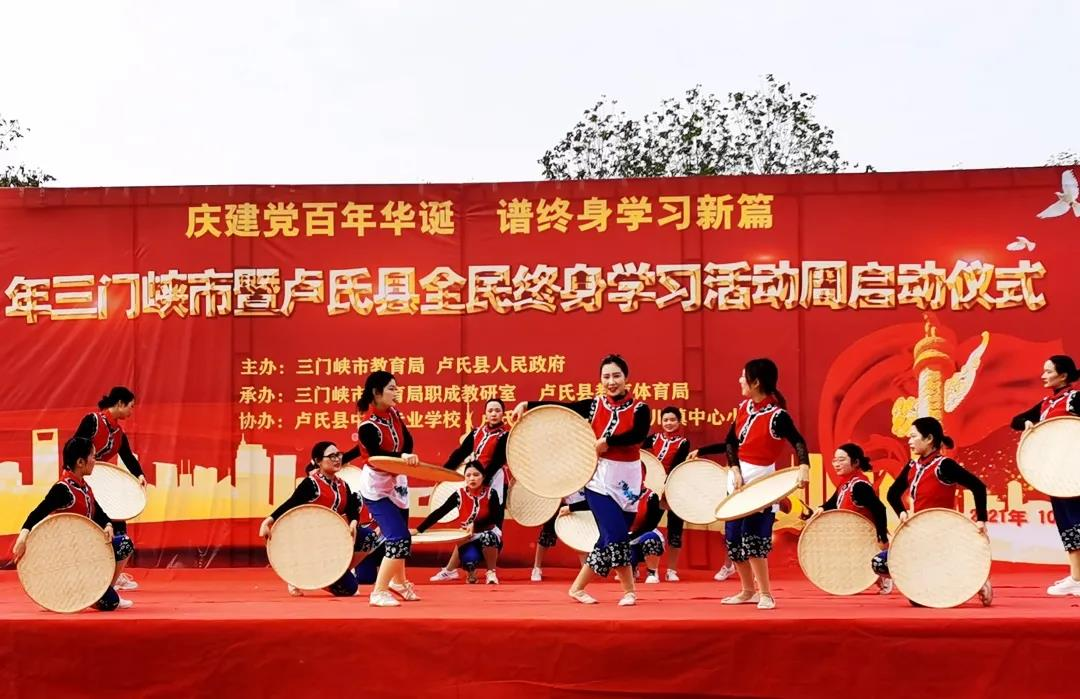 庆建党百年华诞 谱终身学习新篇
年三门峡市暨卢氏县全民终身学习活动周启动仪式
主办：三门峡市教育局 卢氏县人民政府
承办：三门峡市 局职成教研室 卢氏县教 体育局
协办：卢氏县中 业学校 镇中心小
21年 10